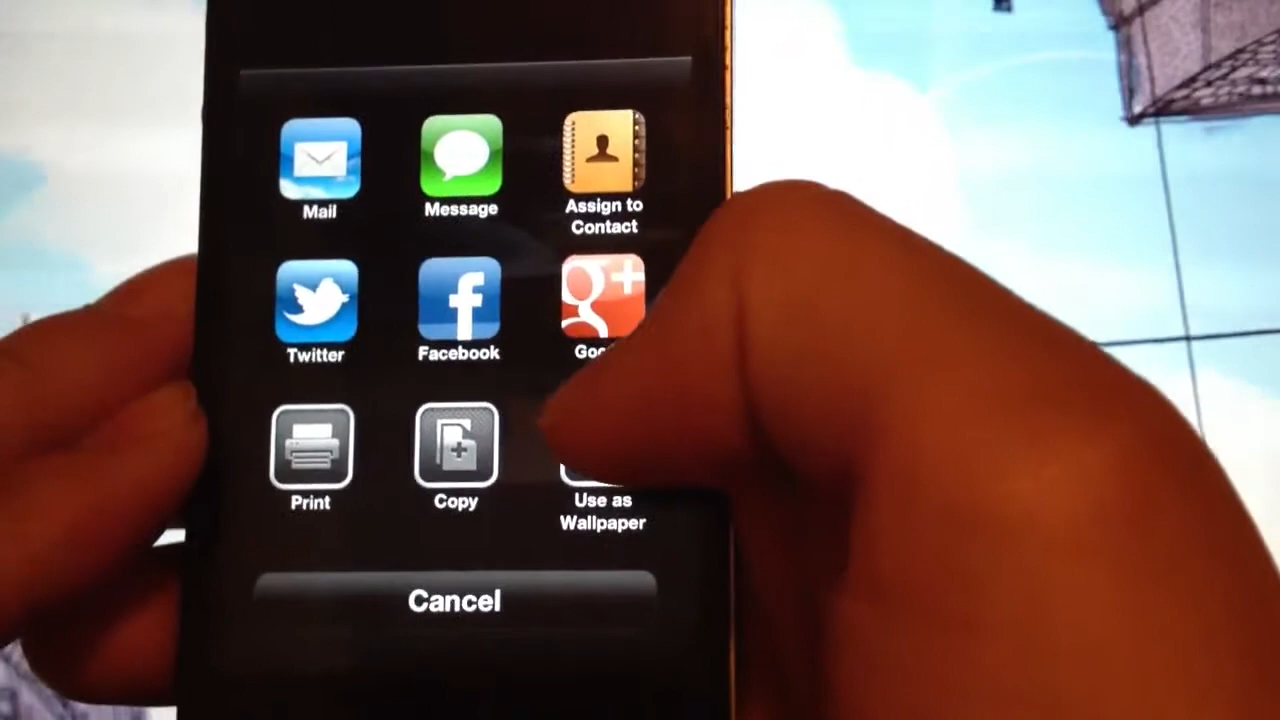 Mail
Message
Assign to
Contact
g+
Twitter
Facebook
Print
Copy
Use as
Wallpaper
Cancel